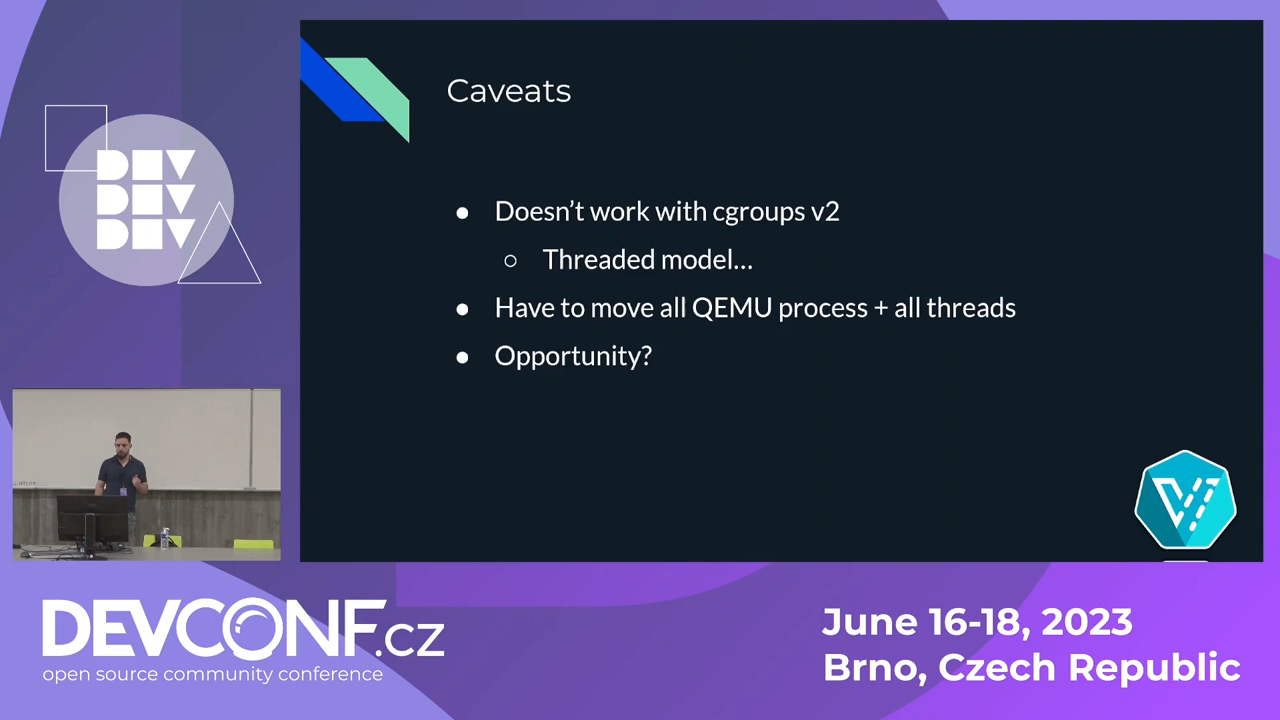 Caveats
● Doesn’t work with cgroups v2
○ Threaded model...
● Have to move all QEMU process + all threads
● Opportunity?
DEV
DEV
DEV
DEVCONF.cz
open source community conference
June 16-18, 2023
Brno, Czech Republic